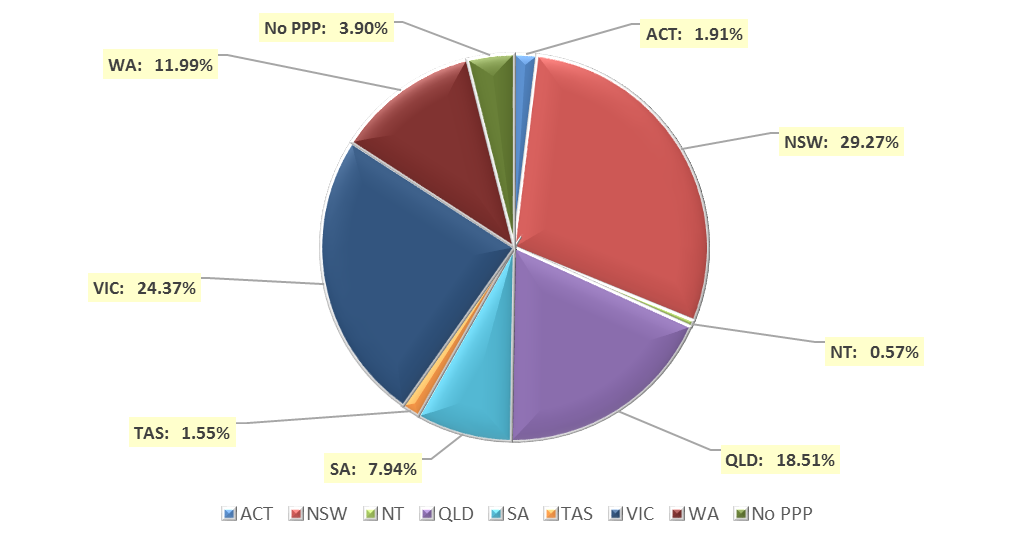 No PPP: 3.90%
ACT: 1.91%
WA: 11.99%
NSW: 29.27%
VIC: 24.37%
NT: 0.57%
TAS: 1.55%
SA: 7.94%
QLD: 18.51%
ACT NSW NT QLD SA TAS VIC WA No PPP